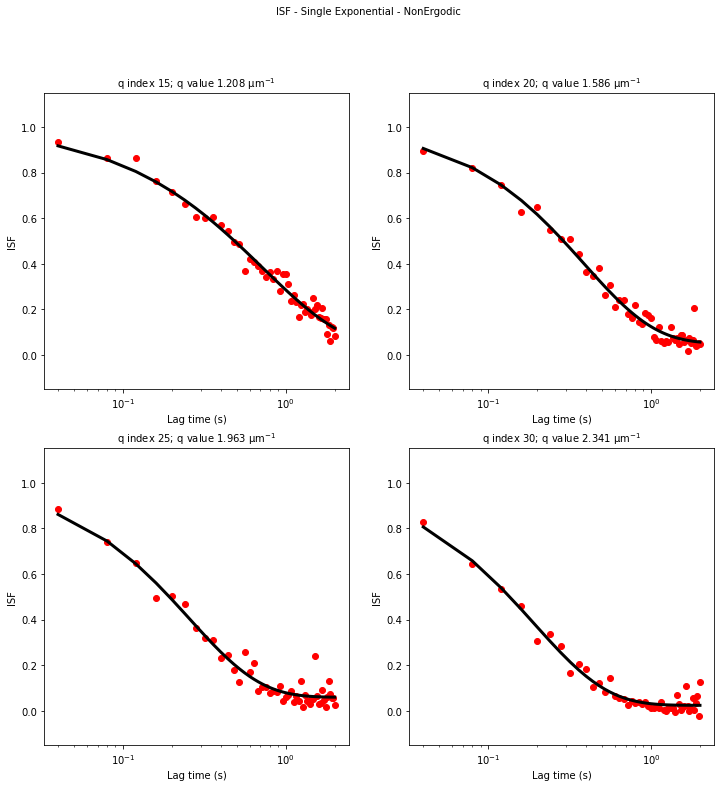 ISF - Single Exponential - NonErgodic
q index 15; q value 1.208 μm⁻¹
q index 20; q value 1.586 μm⁻¹
1.0
0.8
0.6
0.4
0.2
0.0
ISF
10⁻¹
10⁰
Lag time (s)
1.0
0.8
0.6
0.4
0.2
0.0
ISF
10⁻¹
10⁰
Lag time (s)
q index 25; q value 1.963 μm⁻¹
q index 30; q value 2.341 μm⁻¹
1.0
0.8
0.6
0.4
0.2
0.0
ISF
10⁻¹
10⁰
Lag time (s)
1.0
0.8
0.6
0.4
0.2
0.0
ISF
10⁻¹
10⁰
Lag time (s)